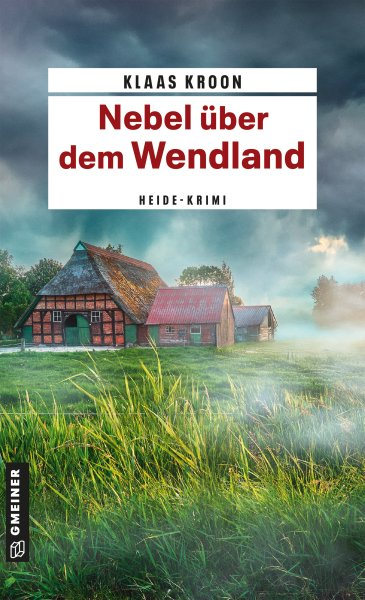 KLAAS KROON
Nebel über
dem Wendland
HEIDE-KRIMI
GMEINER